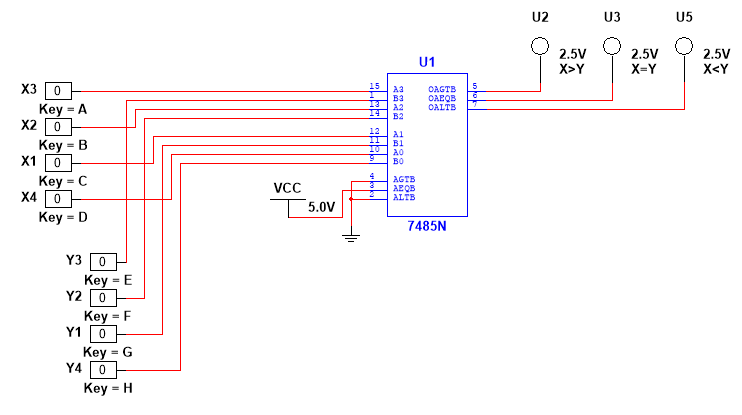 U2 U3 U5
2.5V 2.5V 2.5V
X>Y X=Y X<Y
U1
X3 0 15 A3 OAGTB 5
1 B3 OAEQB 6
Key = A 13 A2 OALTB 7
X2 0 14 B2
Key = B
X1 0 12 A1
11 B1
Key = C 10 A0
9 B0
X4 0 4 AGTB
VCC 3 AEQB
Key = D 5.0V 2 ALTB
7485N
Y3 0
Key = E
Y2 0
Key = F
Y1 0
Key = G
Y4 0
Key = H